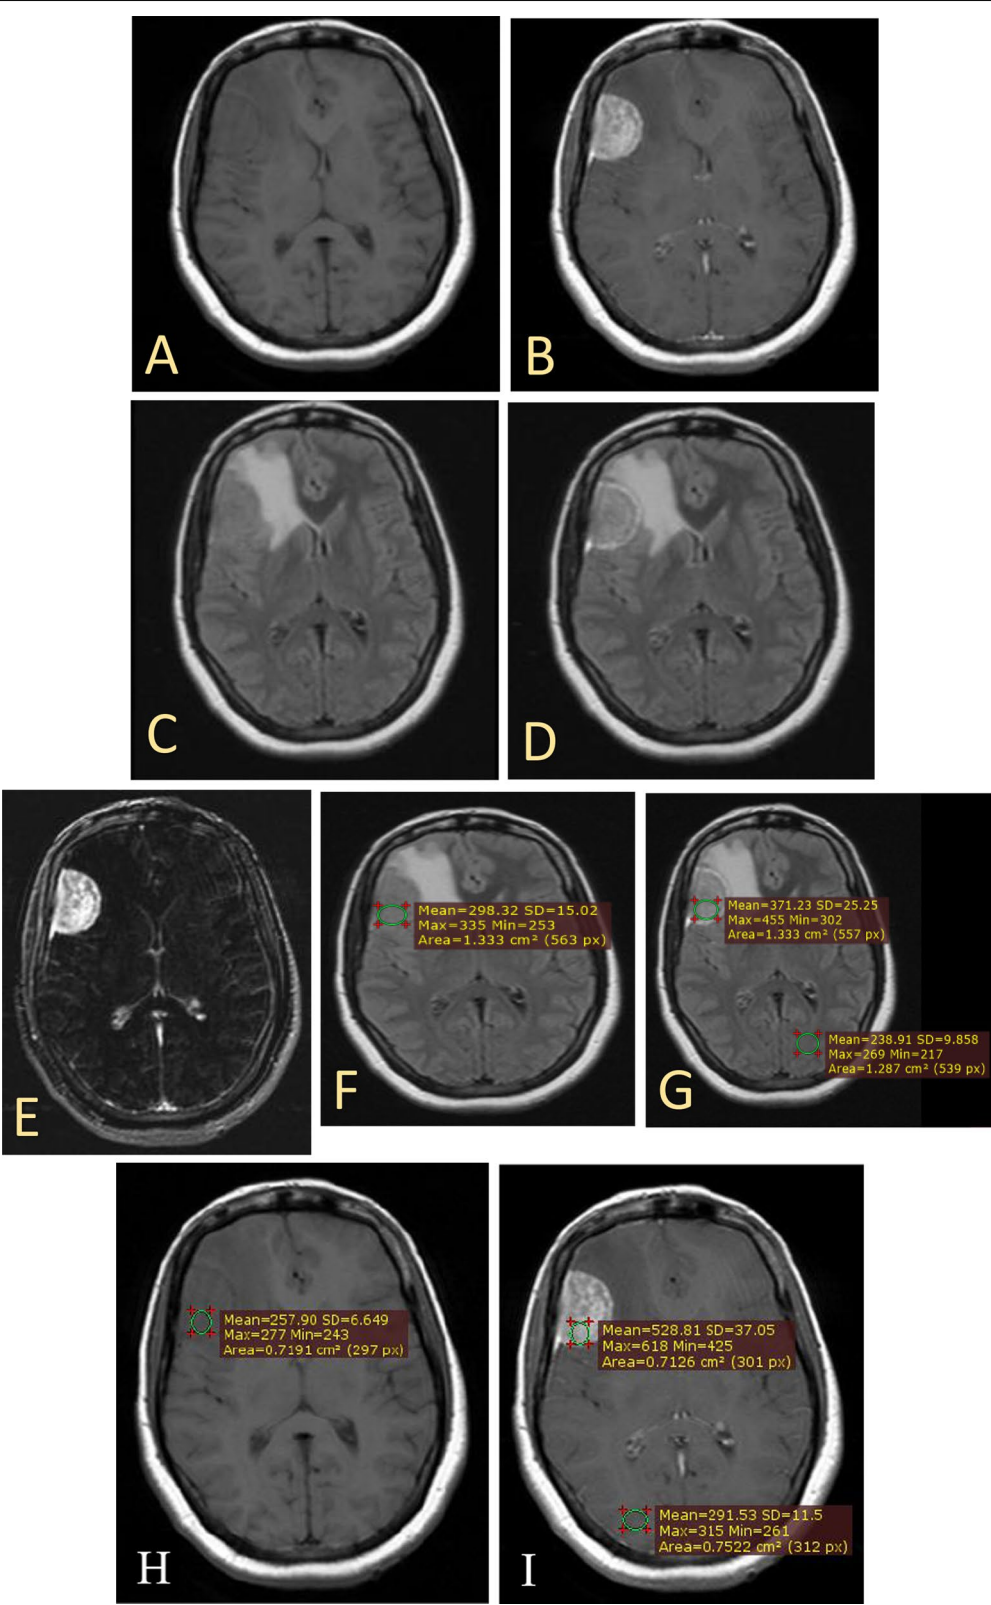 A
B
C
D
E
F
Mean=298.32 SD=15.02
Max=335 Min=253
Area=1.333 cm² (563 px)
G
Mean=371.23 SD=25.25
Max=455 Min=302
Area=1.333 cm² (557 px)
Mean=238.91 SD=9.858
Max=269 Min=217
Area=1.287 cm² (539 px)
H
Mean=257.90 SD=6.649
Max=277 Min=243
Area=0.7191 cm² (297 px)
I
Mean=528.81 SD=37.05
Max=618 Min=425
Area=0.7126 cm² (301 px)
Mean=291.53 SD=11.5
Max=315 Min=261
Area=0.7522 cm² (312 px)